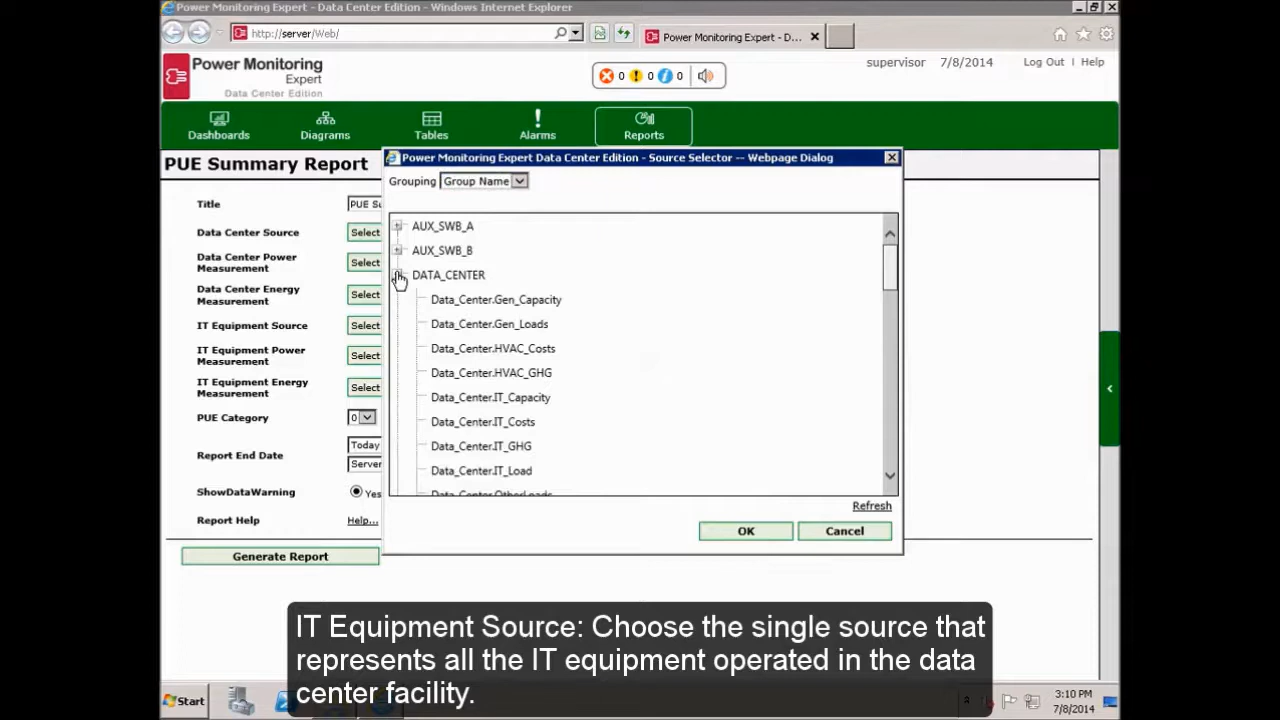 Power Monitoring Expert - Data Center Edition - Windows Internet Explorer
http://server/Web/
Power Monitoring Expert - D...
Power Monitoring
Expert
Data Center Edition
0 0 0
supervisor 7/8/2014 Log Out | Help
Dashboards Diagrams Tables Alarms Reports
PUE Summary Report
Power Monitoring Expert Data Center Edition - Source Selector -- Webpage Dialog
Grouping Group Name
Title PUE Su
Data Center Source Select
Data Center Power
Measurement Select
Data Center Energy
Measurement Select
IT Equipment Source Select
IT Equipment Power
Measurement Select
IT Equipment Energy
Measurement Select
PUE Category 0
Report End Date Today
Server
ShowDataWarning Yes
Report Help Help...
Generate Report
AUX_SWB_A
AUX_SWB_B
DATA_CENTER
Data_Center.Gen_Capacity
Data_Center.Gen_Loads
Data_Center.HVAC_Costs
Data_Center.HVAC_GHG
Data_Center.IT_Capacity
Data_Center.IT_Costs
Data_Center.IT_GHG
Data_Center.IT_Load
Data_Center.OtherLoads
Refresh
OK Cancel
IT Equipment Source: Choose the single source that
represents all the IT equipment operated in the data
center facility.
Start
3:10 PM
7/8/2014